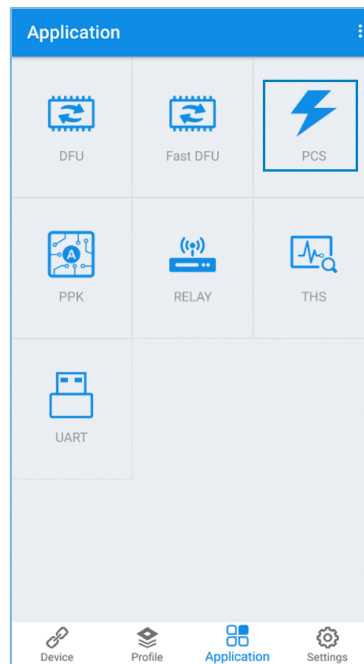 Application
DFU
Fast DFU
PCS
A
PPK
RELAY
THS
UART
Device
Profile
Application
Settings